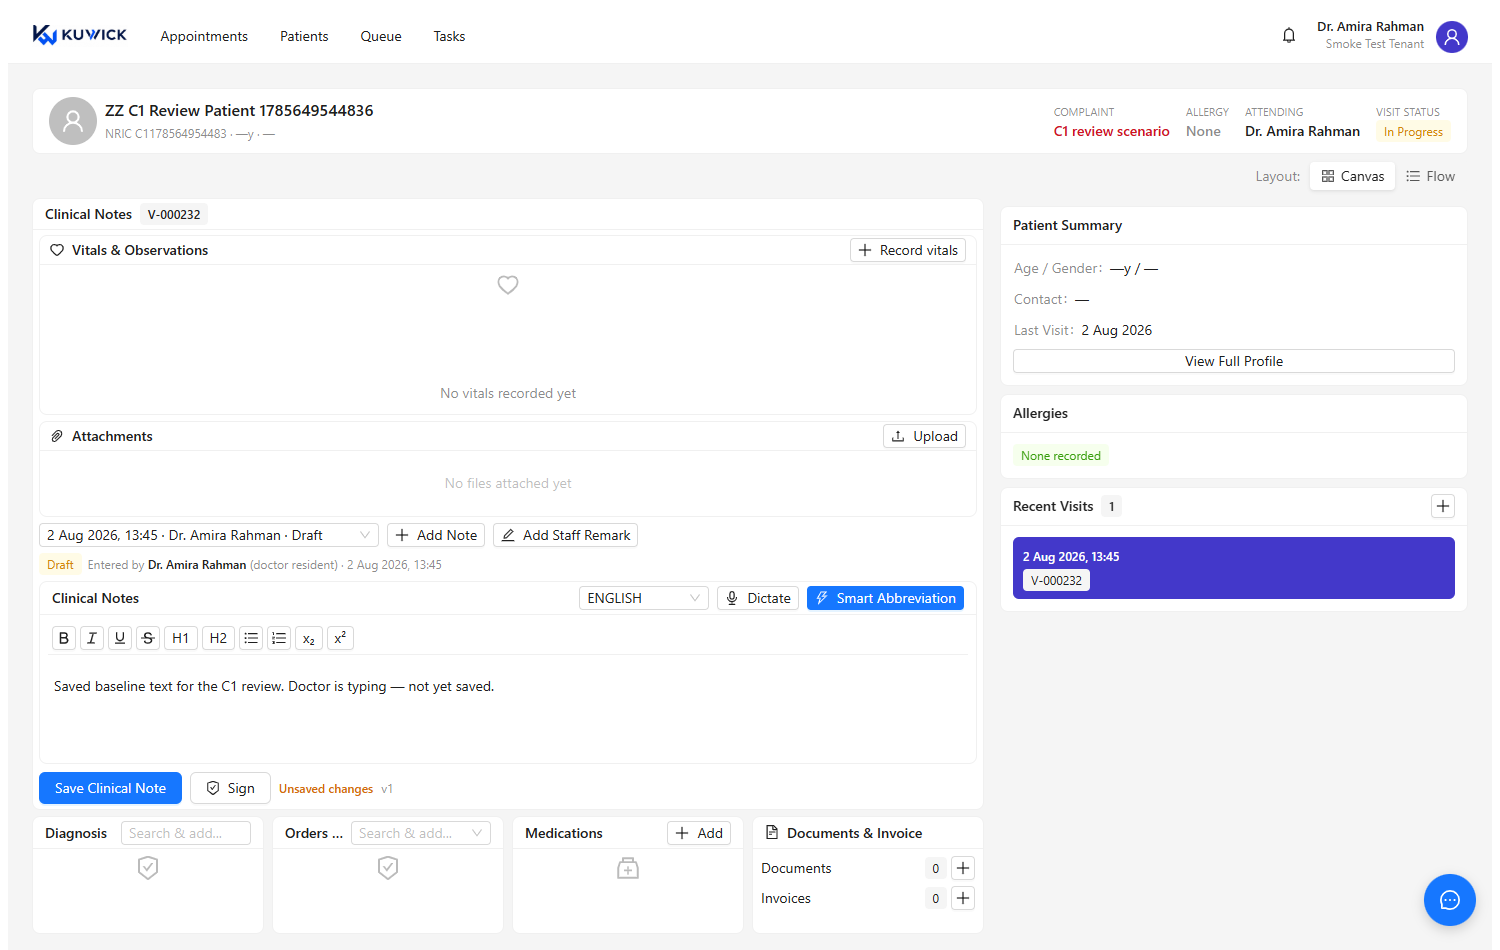 KUWICK
Appointments
Patients
Queue
Tasks
Dr. Amira Rahman
Smoke Test Tenant
ZZ C1 Review Patient 1785649544836
NRIC C1178564954483 · —y · —
COMPLAINT
C1 review scenario
ALLERGY
None
ATTENDING
Dr. Amira Rahman
VISIT STATUS
In Progress
Layout:
Canvas
Flow
Clinical Notes
V-000232
Vitals & Observations
Record vitals
No vitals recorded yet
Attachments
Upload
No files attached yet
2 Aug 2026, 13:45 · Dr. Amira Rahman · Draft
Add Note
Add Staff Remark
Draft
Entered by Dr. Amira Rahman (doctor resident) · 2 Aug 2026, 13:45
Clinical Notes
ENGLISH
Dictate
Smart Abbreviation
B
I
U
S
H1
H2
x₂
x²
Saved baseline text for the C1 review. Doctor is typing — not yet saved.
Save Clinical Note
Sign
Unsaved changes
v1
Diagnosis
Search & add...
Orders ...
Search & add...
Medications
Add
Documents & Invoice
Documents
0
Invoices
0
Patient Summary
Age / Gender: —y / —
Contact: —
Last Visit: 2 Aug 2026
View Full Profile
Allergies
None recorded
Recent Visits
1
2 Aug 2026, 13:45
V-000232